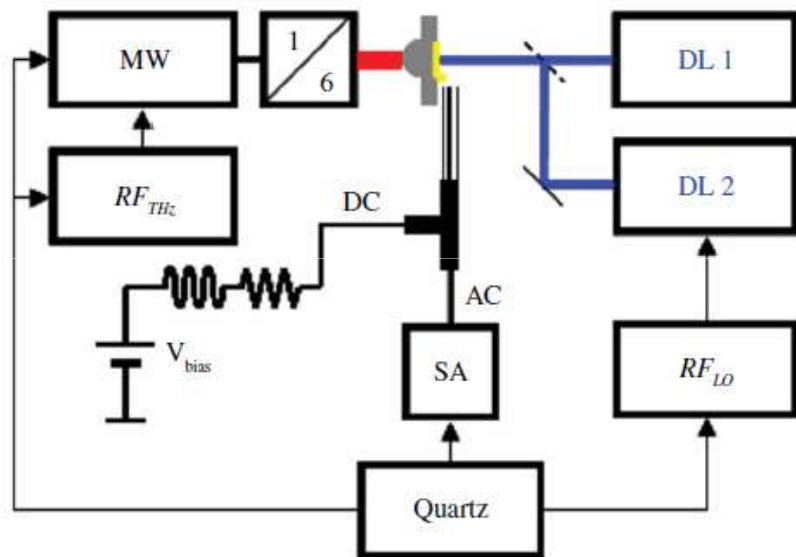 MW
1
6
DL 1
RF_THz
DC
DL 2
AC
V_bias
SA
RF_LO
Quartz